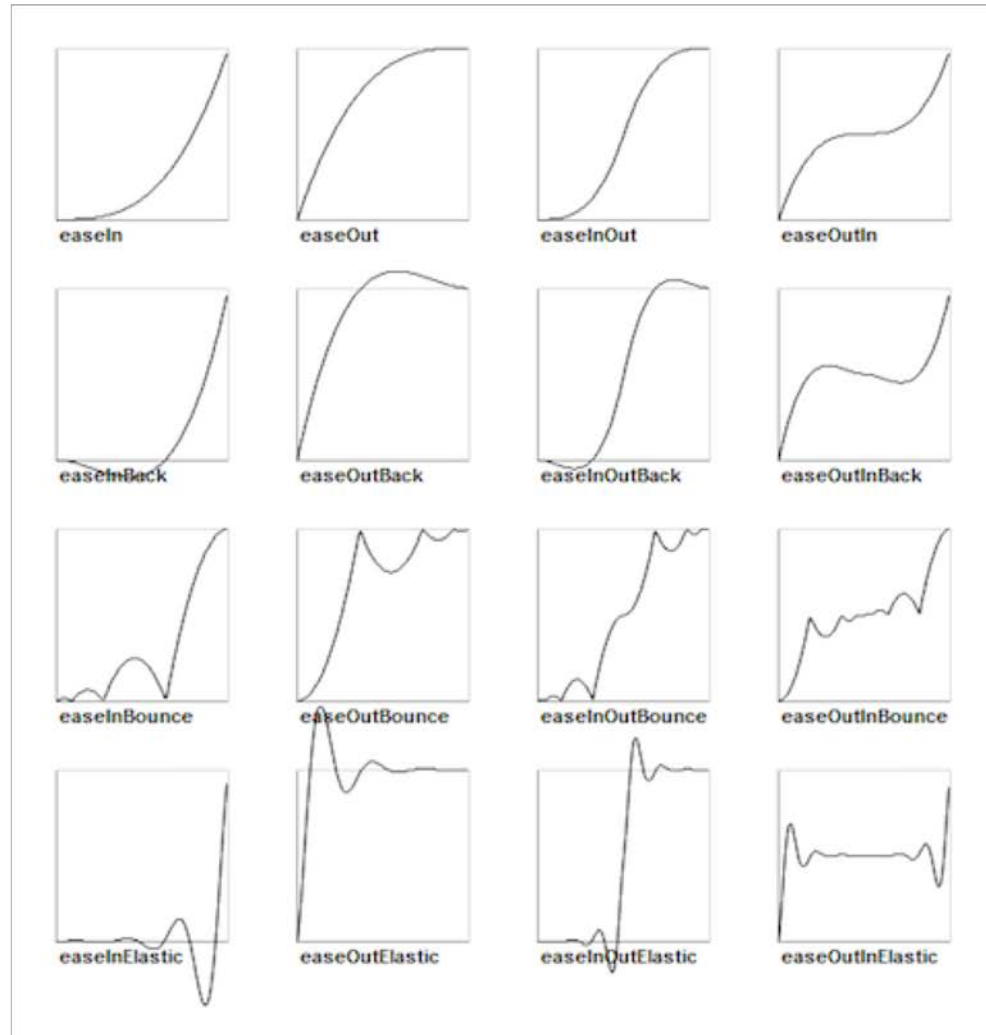 easeIn easeOut easeInOut easeOutIn
easeInBack easeOutBack easeInOutBack easeOutInBack
easeInBounce easeOutBounce easeInOutBounce easeOutInBounce
easeInElastic easeOutElastic easeInOutElastic easeOutInElastic